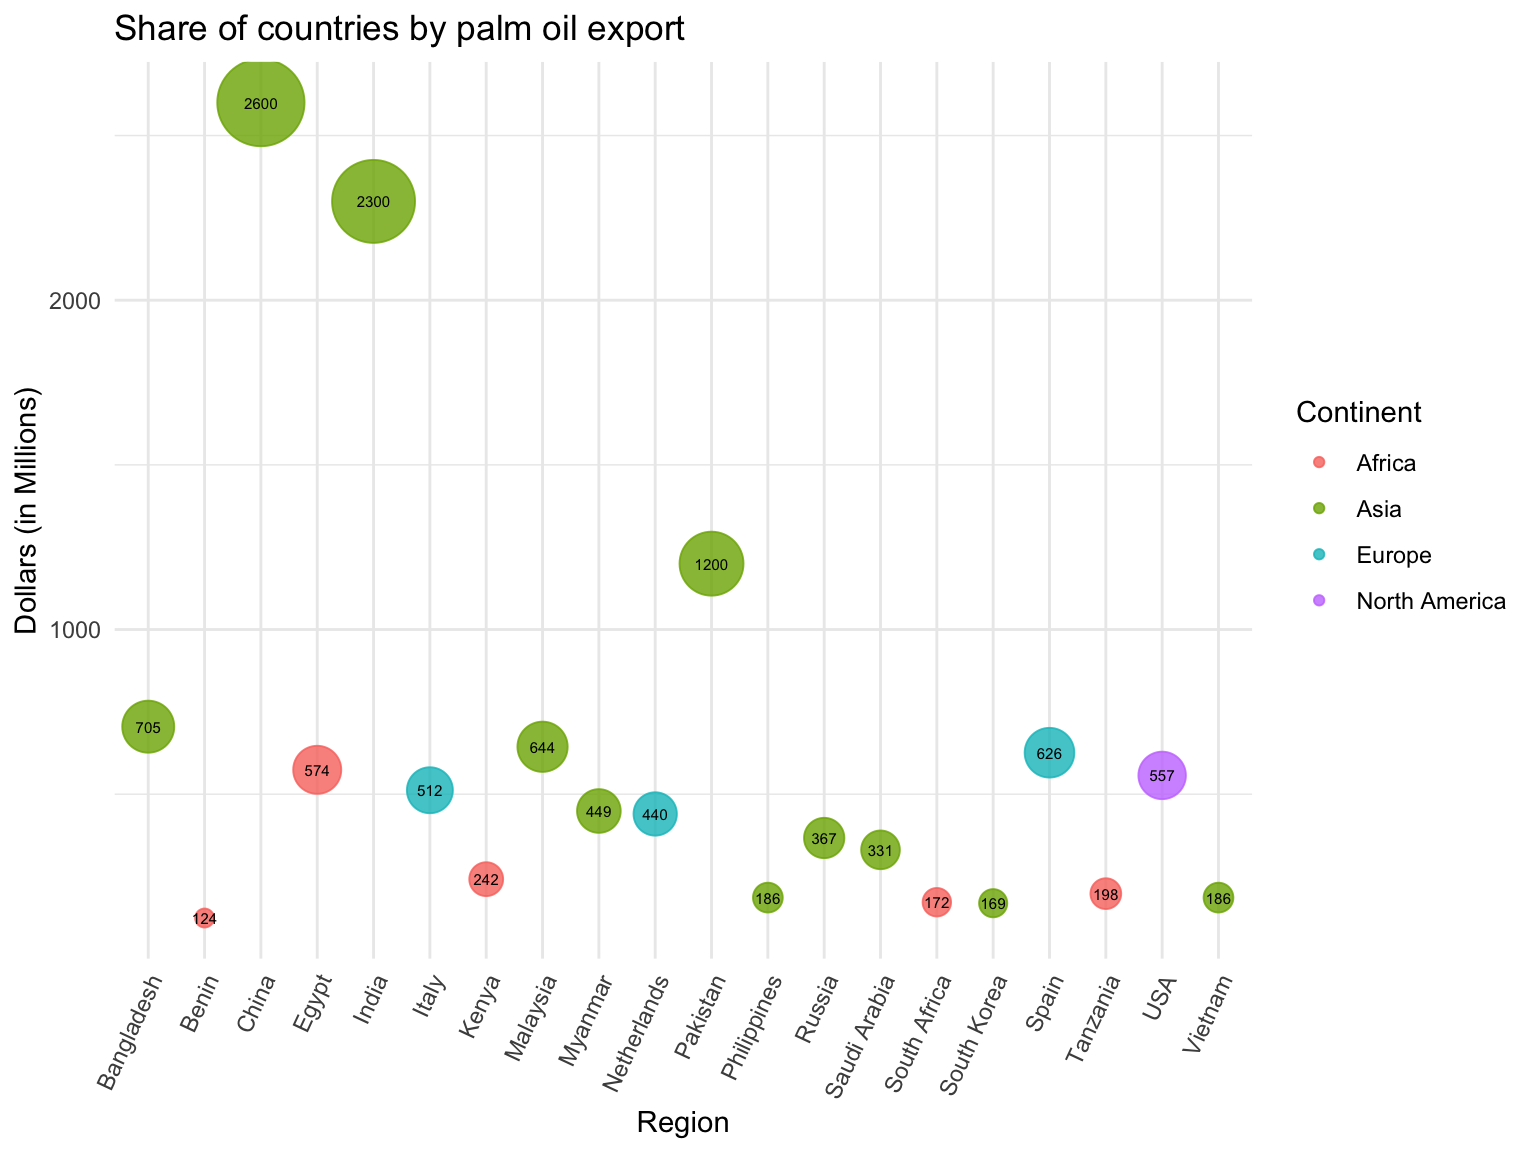 Share of countries by palm oil export
Dollars (in Millions)
2000
1000
2600
2300
1200
705
644
626
574
557
512
449
440
367
331
242
198
186
186
172
169
124
Bangladesh
Benin
China
Egypt
India
Italy
Kenya
Malaysia
Myanmar
Netherlands
Pakistan
Philippines
Russia
Saudi Arabia
South Africa
South Korea
Spain
Tanzania
USA
Vietnam
Region
Continent
Africa
Asia
Europe
North America